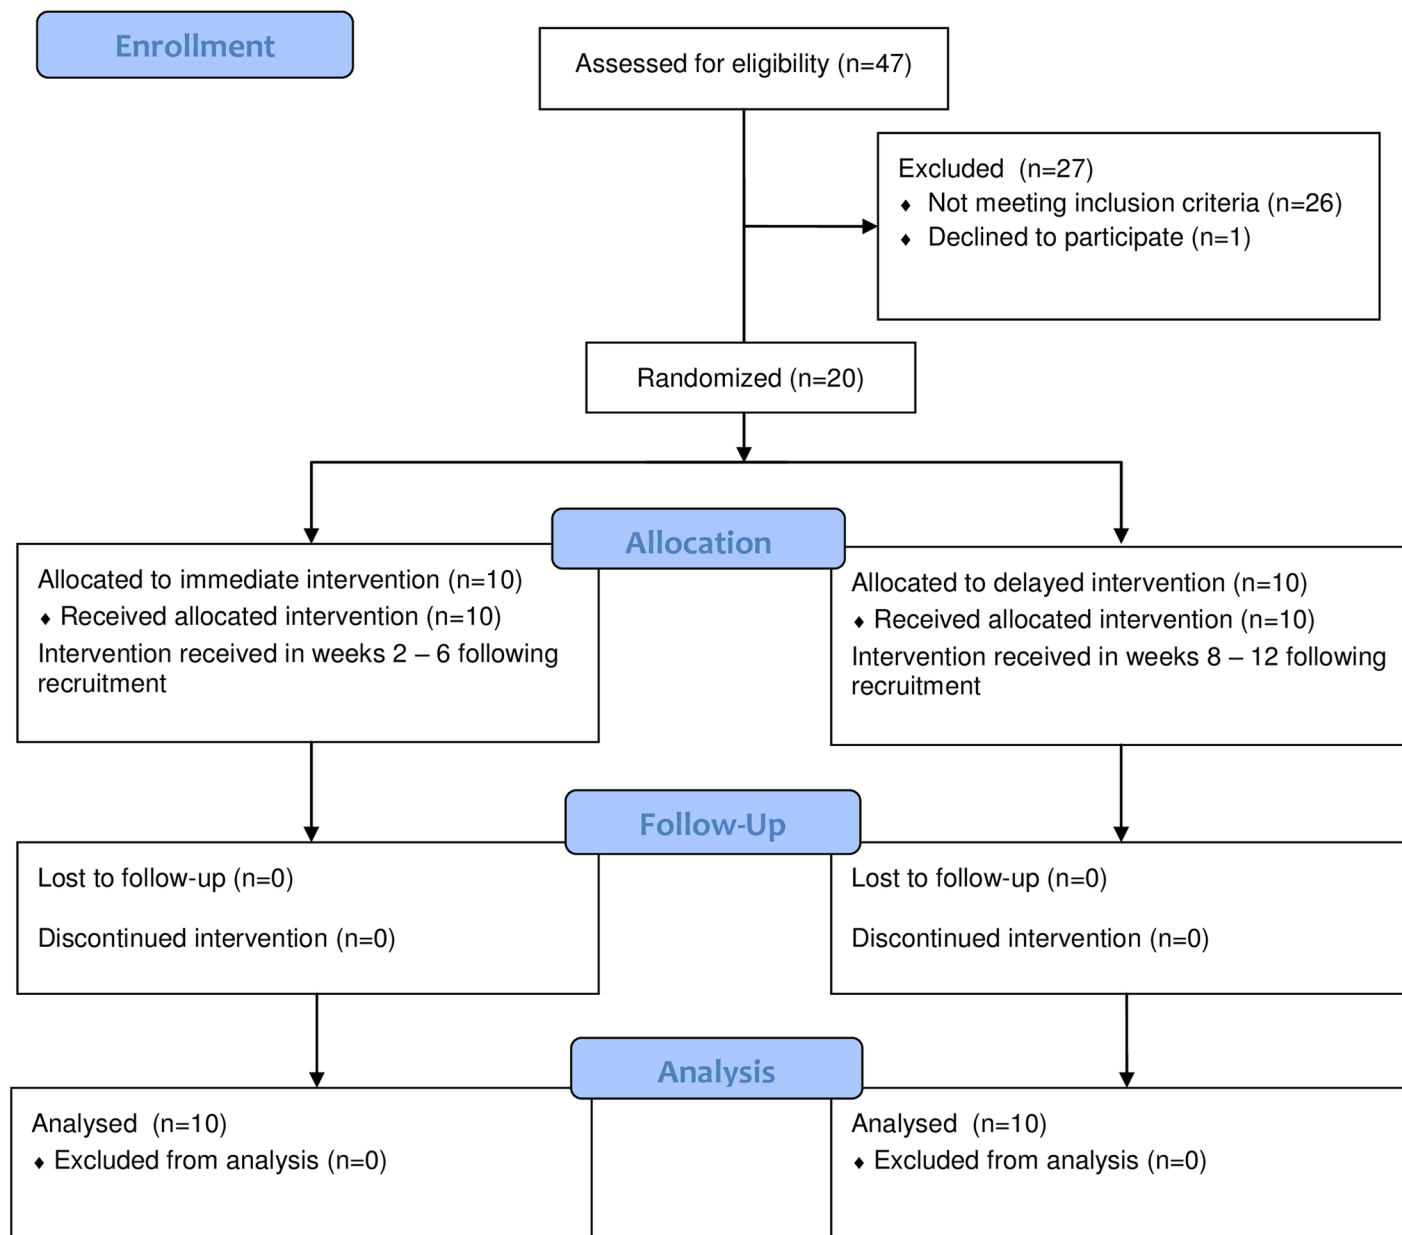 Enrollment
Assessed for eligibility (n=47)
Excluded  (n=27)
♦ Not meeting inclusion criteria (n=26)
♦ Declined to participate (n=1)
Randomized (n=20)
Allocation
Allocated to immediate intervention (n=10)
♦ Received allocated intervention (n=10)
Intervention received in weeks 2 – 6 following
recruitment
Allocated to delayed intervention (n=10)
♦ Received allocated intervention (n=10)
Intervention received in weeks 8 – 12 following
recruitment
Follow-Up
Lost to follow-up (n=0)
Discontinued intervention (n=0)
Lost to follow-up (n=0)
Discontinued intervention (n=0)
Analysis
Analysed  (n=10)
♦ Excluded from analysis (n=0)
Analysed  (n=10)
♦ Excluded from analysis (n=0)